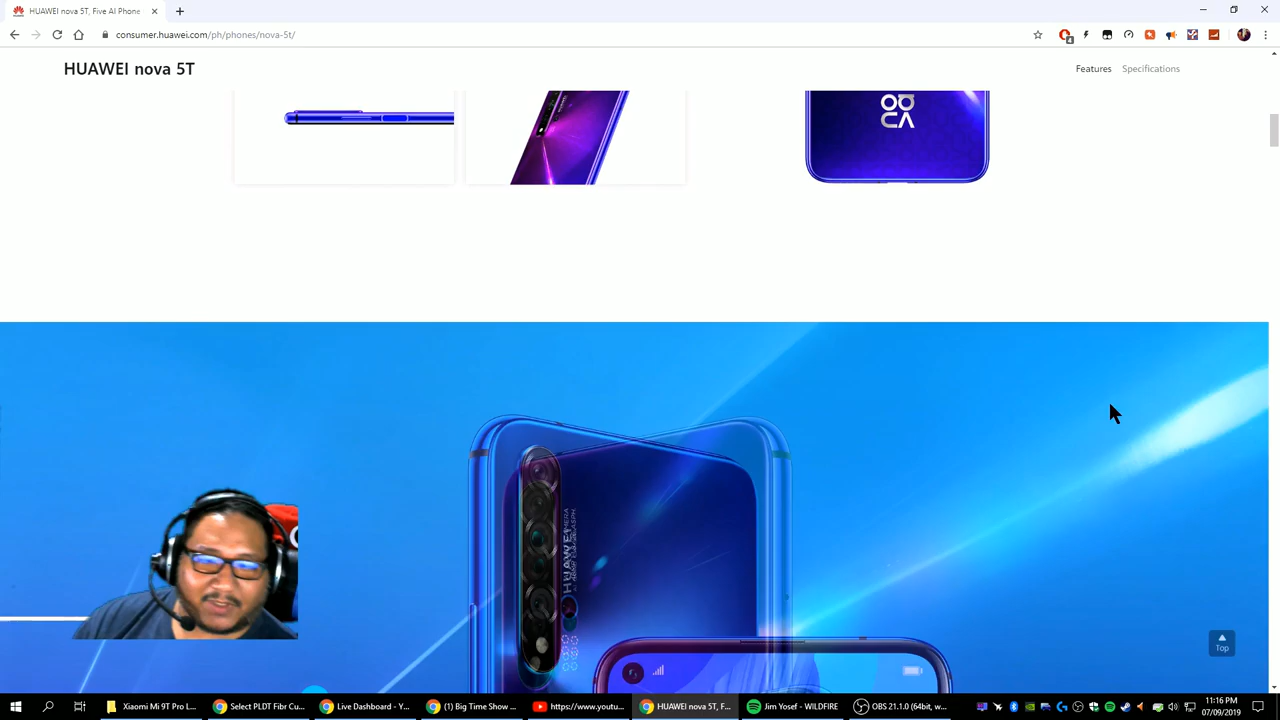 HUAWEI nova 5T, Five AI Phone
consumer.huawei.com/ph/phones/nova-5t/
4
HUAWEI nova 5T
Features
Specifications
HUAWEI
Top
Xiaomi Mi 9T Pro L...
Select PLDT Fibr Cu...
Live Dashboard - Y...
(1) Big Time Show ...
https://www.youtu...
HUAWEI nova 5T, F...
Jim Yosef - WILDFIRE
OBS 21.1.0 (64bit, w...
11:16 PM
07/09/2019